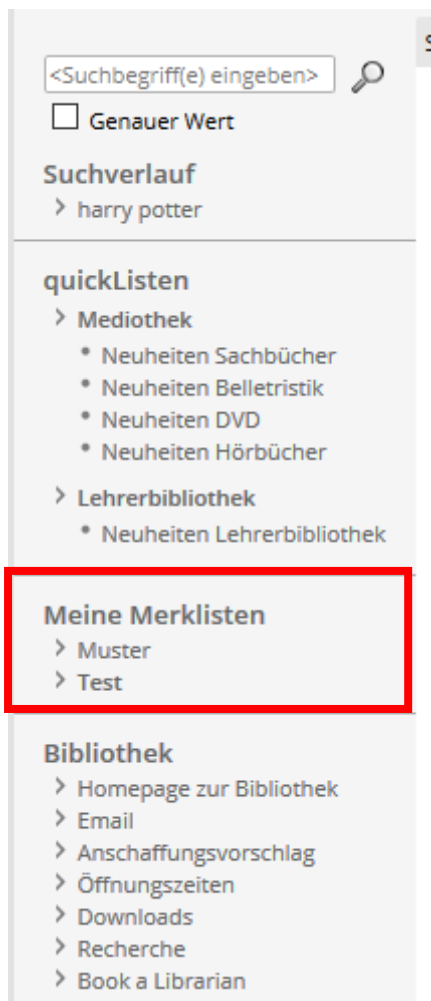 <Suchbegriff(e) eingeben>
Genauer Wert
Suchverlauf
harry potter
quickListen
Mediothek
Neuheiten Sachbücher
Neuheiten Belletristik
Neuheiten DVD
Neuheiten Hörbücher
Lehrerbibliothek
Neuheiten Lehrerbibliothek
Meine Merklisten
Muster
Test
Bibliothek
Homepage zur Bibliothek
Email
Anschaffungsvorschlag
Öffnungszeiten
Downloads
Recherche
Book a Librarian